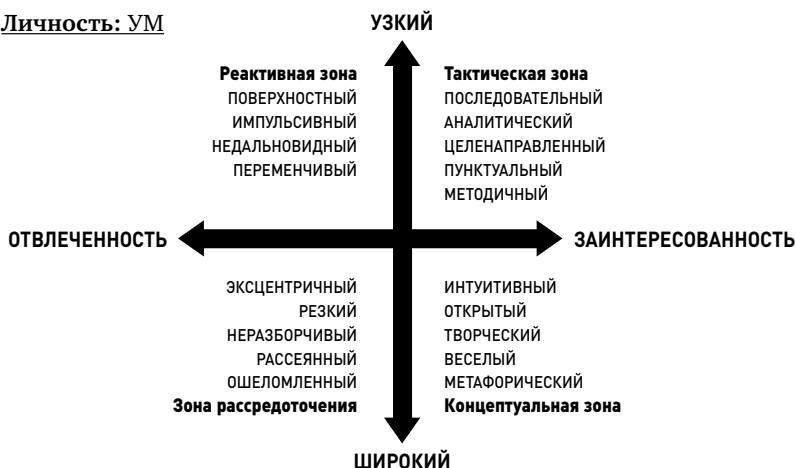 Личность: УМ
УЗКИЙ
Реактивная зона
ПОВЕРХНОСТНЫЙ
ИМПУЛЬСИВНЫЙ
НЕДАЛЬНОВИДНЫЙ
ПЕРЕМЕНЧИВЫЙ
Тактическая зона
ПОСЛЕДОВАТЕЛЬНЫЙ
АНАЛИТИЧЕСКИЙ
ЦЕЛЕНАПРАВЛЕННЫЙ
ПУНКТУАЛЬНЫЙ
МЕТОДИЧНЫЙ
ОТВЛЕЧЕННОСТЬ
ЗАИНТЕРЕСОВАННОСТЬ
ЭКСЦЕНТРИЧНЫЙ
РЕЗКИЙ
НЕРАЗБОРЧИВЫЙ
РАССЕЯННЫЙ
ОШЕЛОМЛЕННЫЙ
Зона рассредоточения
ИНТУИТИВНЫЙ
ОТКРЫТЫЙ
ТВОРЧЕСКИЙ
ВЕСЕЛЫЙ
МЕТАФОРИЧЕСКИЙ
Концептуальная зона
ШИРОКИЙ